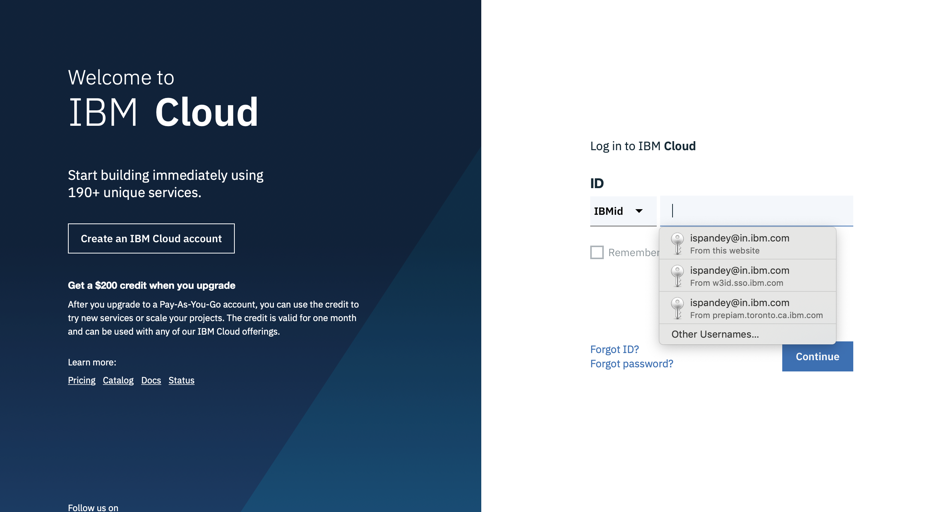 Welcome to
IBM Cloud
Start building immediately using
190+ unique services.
Create an IBM Cloud account
Get a $200 credit when you upgrade
After you upgrade to a Pay-As-You-Go account, you can use the credit to
try new services or scale your projects. The credit is valid for one month
and can be used with any of our IBM Cloud offerings.
Learn more:
Pricing Catalog Docs Status
Follow us on
Log in to IBM Cloud
ID
IBMid
Remember
ispandey@in.ibm.com
From this website
ispandey@in.ibm.com
From w3id.sso.ibm.com
ispandey@in.ibm.com
From prepiam.toronto.ca.ibm.com
Other Usernames...
Forgot ID?
Forgot password?
Continue